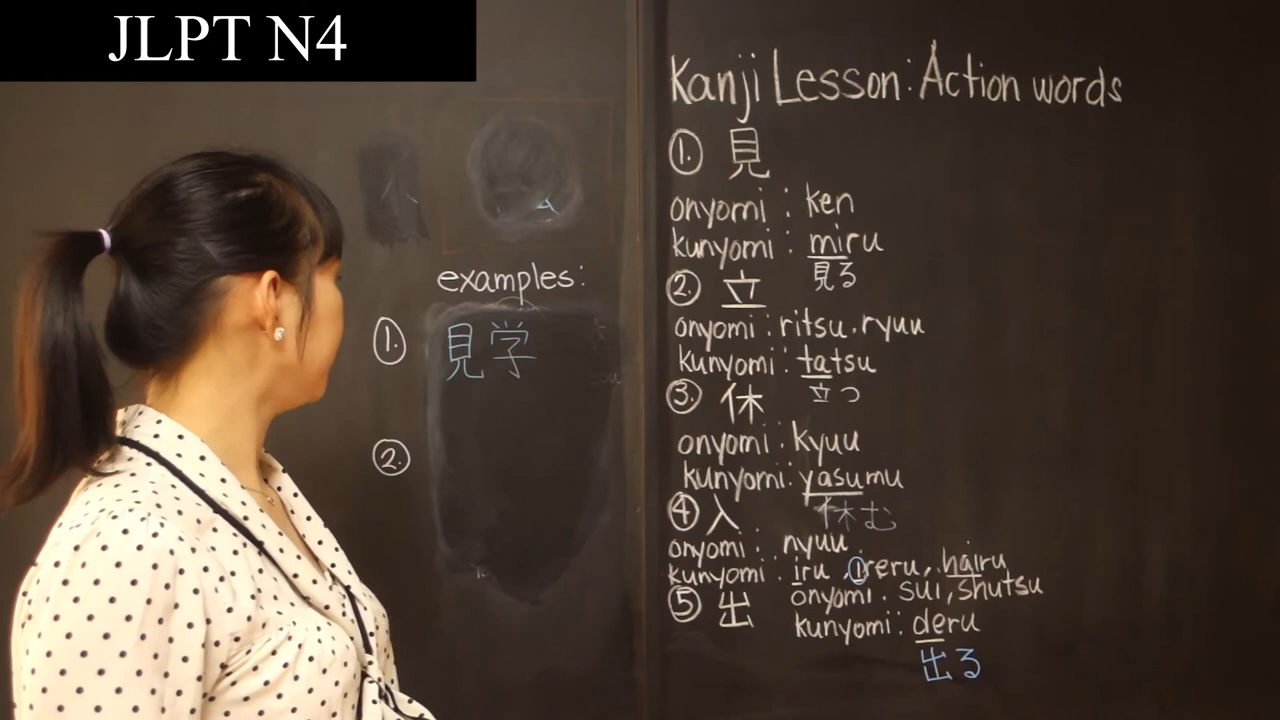 JLPT N4
Kanji Lesson: Action words
① 見
onyomi : ken
kunyomi : miru
見る
② 立
onyomi : ritsu. ryuu
kunyomi : tatsu
立つ
③ 休
onyomi : kyuu
kunyomi : yasumu
休む
④ 入
onyomi : nyuu
kunyomi : iru, ireru, hairu
⑤ 出
onyomi : sui, shutsu
kunyomi : deru
出る
examples:
① 見学
②